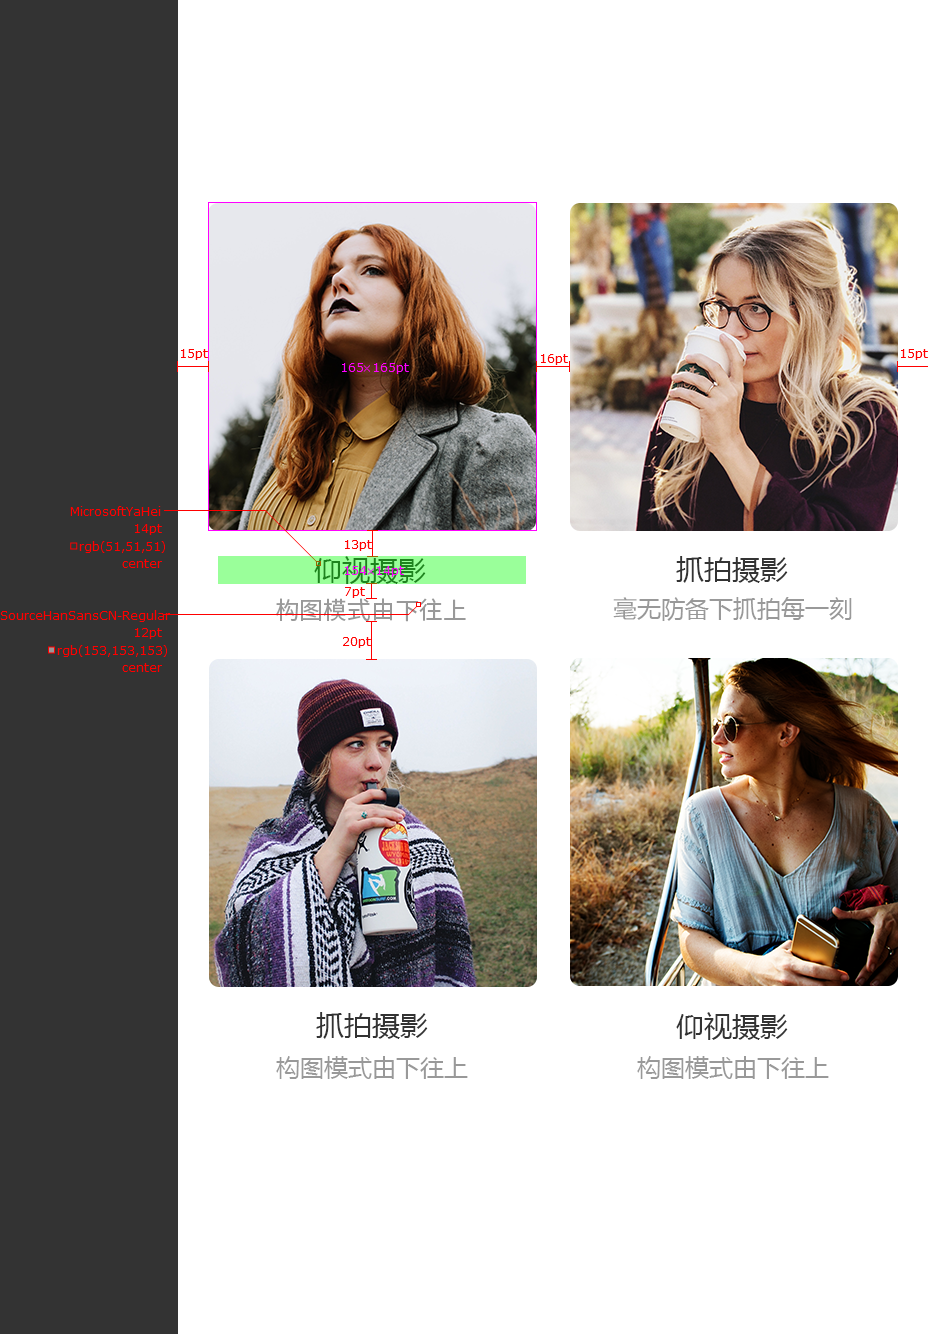 15pt
165×165pt
16pt
15pt
MicrosoftYaHei
14pt
rgb(51,51,51)
center
13pt
仰视摄影
抓拍摄影
7pt
SourceHanSansCN-Regular
12pt
rgb(153,153,153)
center
构图模式由下往上
毫无防备下抓拍每一刻
20pt
抓拍摄影
仰视摄影
构图模式由下往上
构图模式由下往上